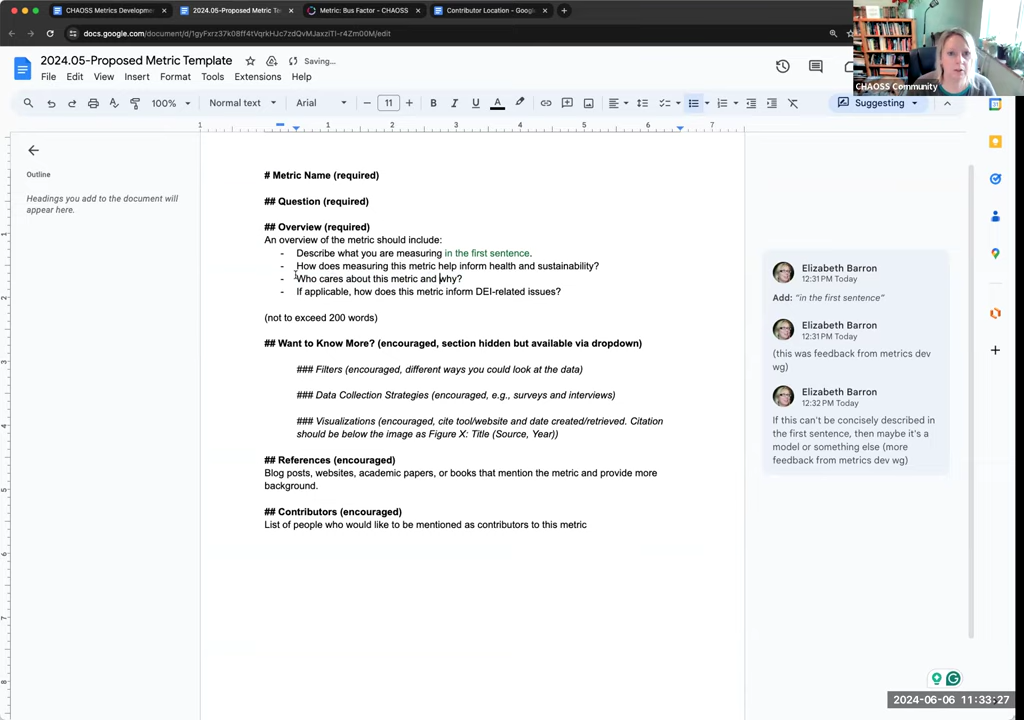 CHAOSS Metrics Developmen
2024.05-Proposed Metric Te
Metric: Bus Factor - CHAOSS
Contributor Location - Google
docs.google.com/document/d/1gyFxrz37k08ff4tVqrkHJc7zdQvMJaxziTI-r4Zm00M/edit
2024.05-Proposed Metric Template
Saving...
File Edit View Insert Format Tools Extensions Help
100% Normal text Arial 11 B I U A Suggesting
CHAOSS Community
1 1 2 3 4 5 6 7
Outline
Headings you add to the document will
appear here.
# Metric Name (required)
## Question (required)
## Overview (required)
An overview of the metric should include:
- Describe what you are measuring in the first sentence.
- How does measuring this metric help inform health and sustainability?
- Who cares about this metric and why?
- If applicable, how does this metric inform DEI-related issues?
(not to exceed 200 words)
## Want to Know More? (encouraged, section hidden but available via dropdown)
### Filters (encouraged, different ways you could look at the data)
### Data Collection Strategies (encouraged, e.g., surveys and interviews)
### Visualizations (encouraged, cite tool/website and date created/retrieved. Citation
should be below the image as Figure X: Title (Source, Year))
## References (encouraged)
Blog posts, websites, academic papers, or books that mention the metric and provide more
background.
## Contributors (encouraged)
List of people who would like to be mentioned as contributors to this metric
Elizabeth Barron
12:31 PM Today
Add: "in the first sentence"
Elizabeth Barron
12:31 PM Today
(this was feedback from metrics dev
wg)
Elizabeth Barron
12:32 PM Today
If this can't be concisely described in
the first sentence, then maybe it's a
model or something else (more
feedback from metrics dev wg)
2024-06-06 11:33:27